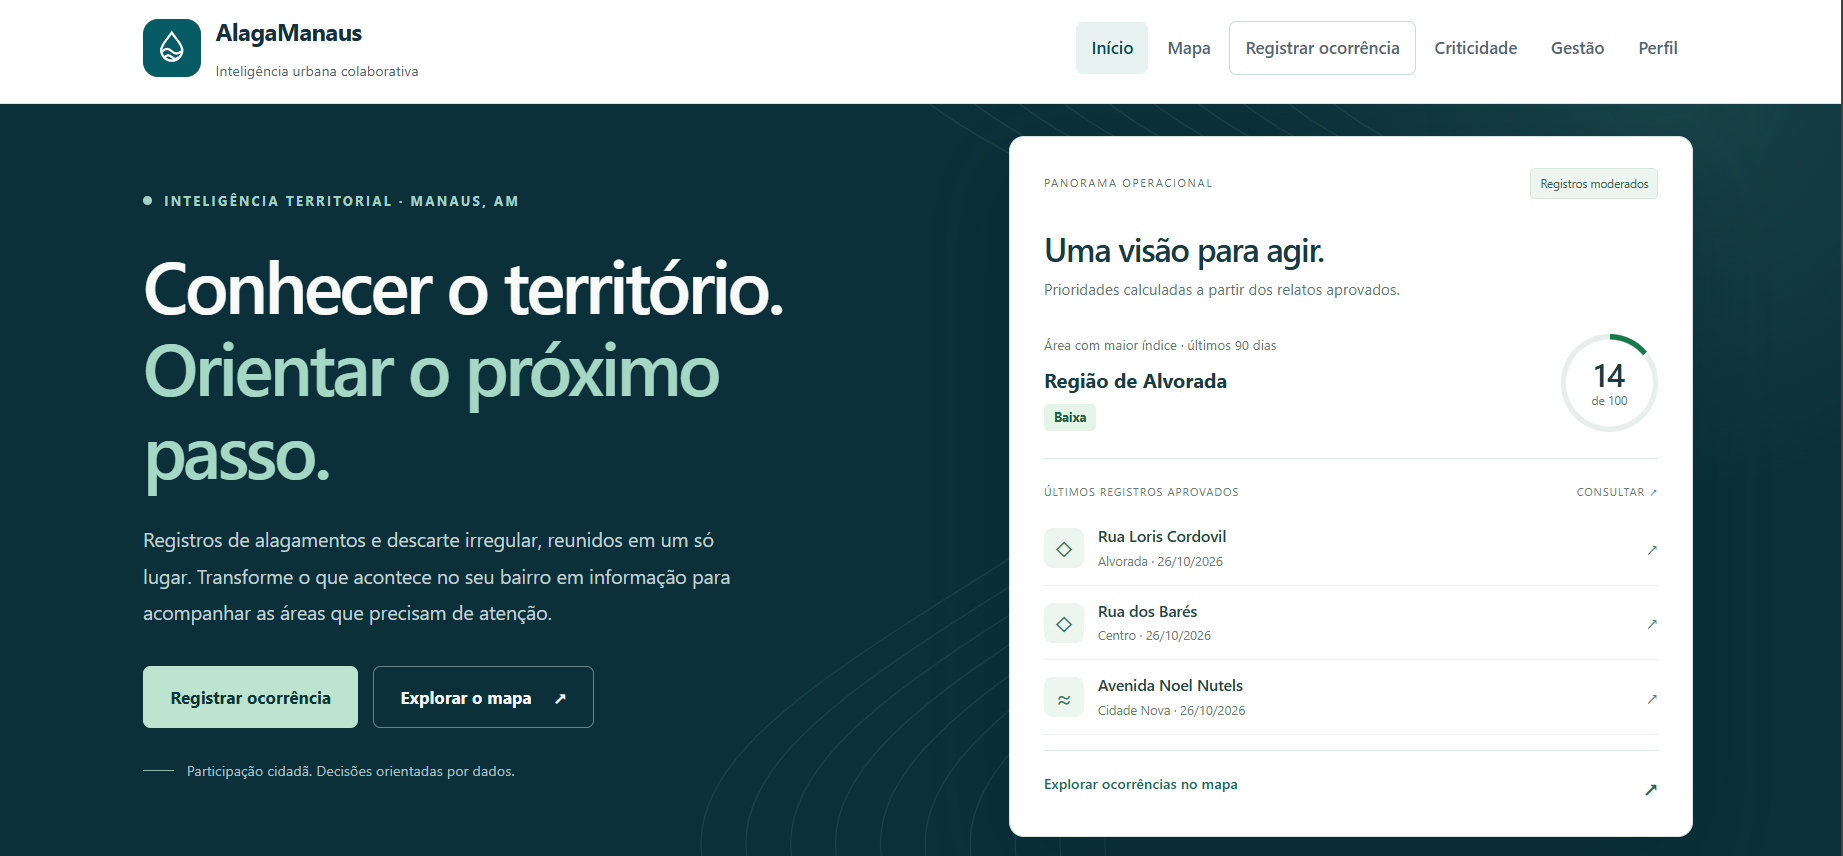 AlagaManaus
Inteligência urbana colaborativa
Início
Mapa
Registrar ocorrência
Criticidade
Gestão
Perfil
INTELIGÊNCIA TERRITORIAL · MANAUS, AM
Conhecer o território.
Orientar o próximo
passo.
Registros de alagamentos e descarte irregular, reunidos em um só
lugar. Transforme o que acontece no seu bairro em informação para
acompanhar as áreas que precisam de atenção.
Registrar ocorrência
Explorar o mapa ↗
Participação cidadã. Decisões orientadas por dados.
PANORAMA OPERACIONAL
Registros moderados
Uma visão para agir.
Prioridades calculadas a partir dos relatos aprovados.
Área com maior índice · últimos 90 dias
Região de Alvorada
Baixa
14
de 100
ÚLTIMOS REGISTROS APROVADOS
CONSULTAR ↗
Rua Loris Cordovil
Alvorada · 26/10/2026
Rua dos Barés
Centro · 26/10/2026
Avenida Noel Nutels
Cidade Nova · 26/10/2026
Explorar ocorrências no mapa ↗